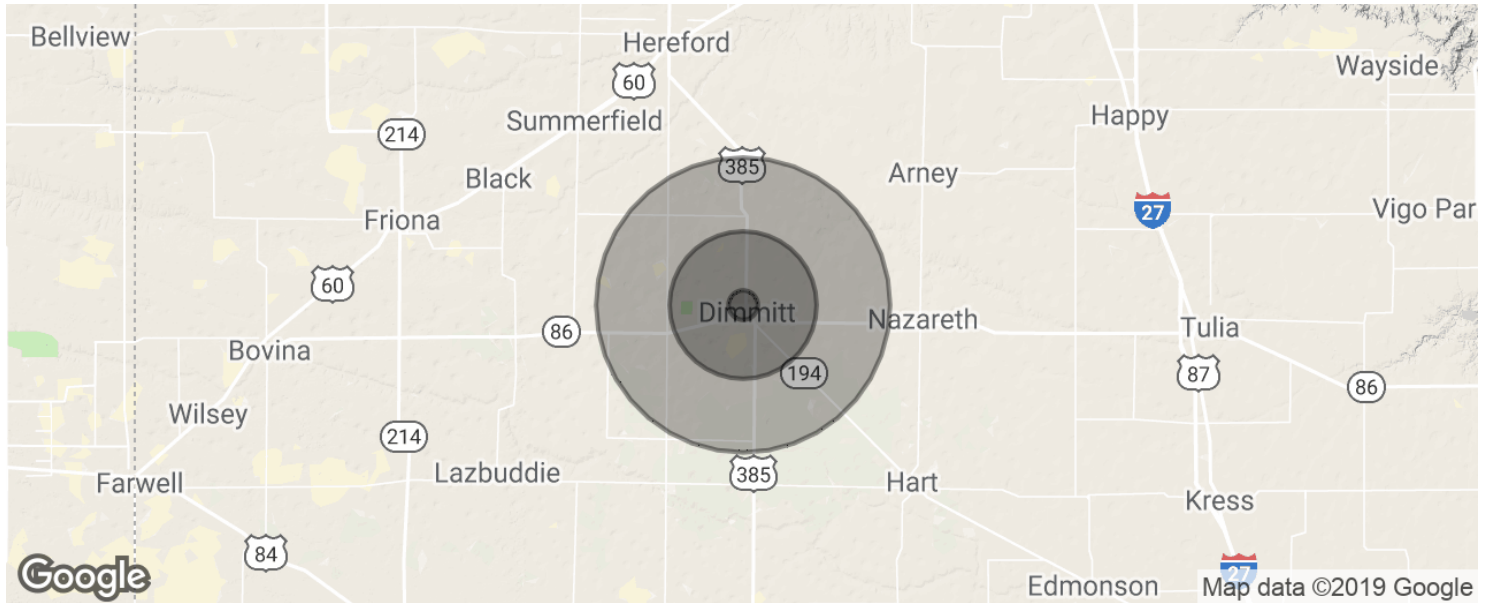 Bellview
Hereford
60
Wayside
Summerfield
Happy
214
385
Black
Arney
27
Vigo Par
Friona
60
Dimmitt
Nazareth
86
Tulia
Bovina
194
87
86
Wilsey
214
Lazbuddie
385
Farwell
Hart
Kress
84
27
Google
Edmonson
Map data ©2019 Google